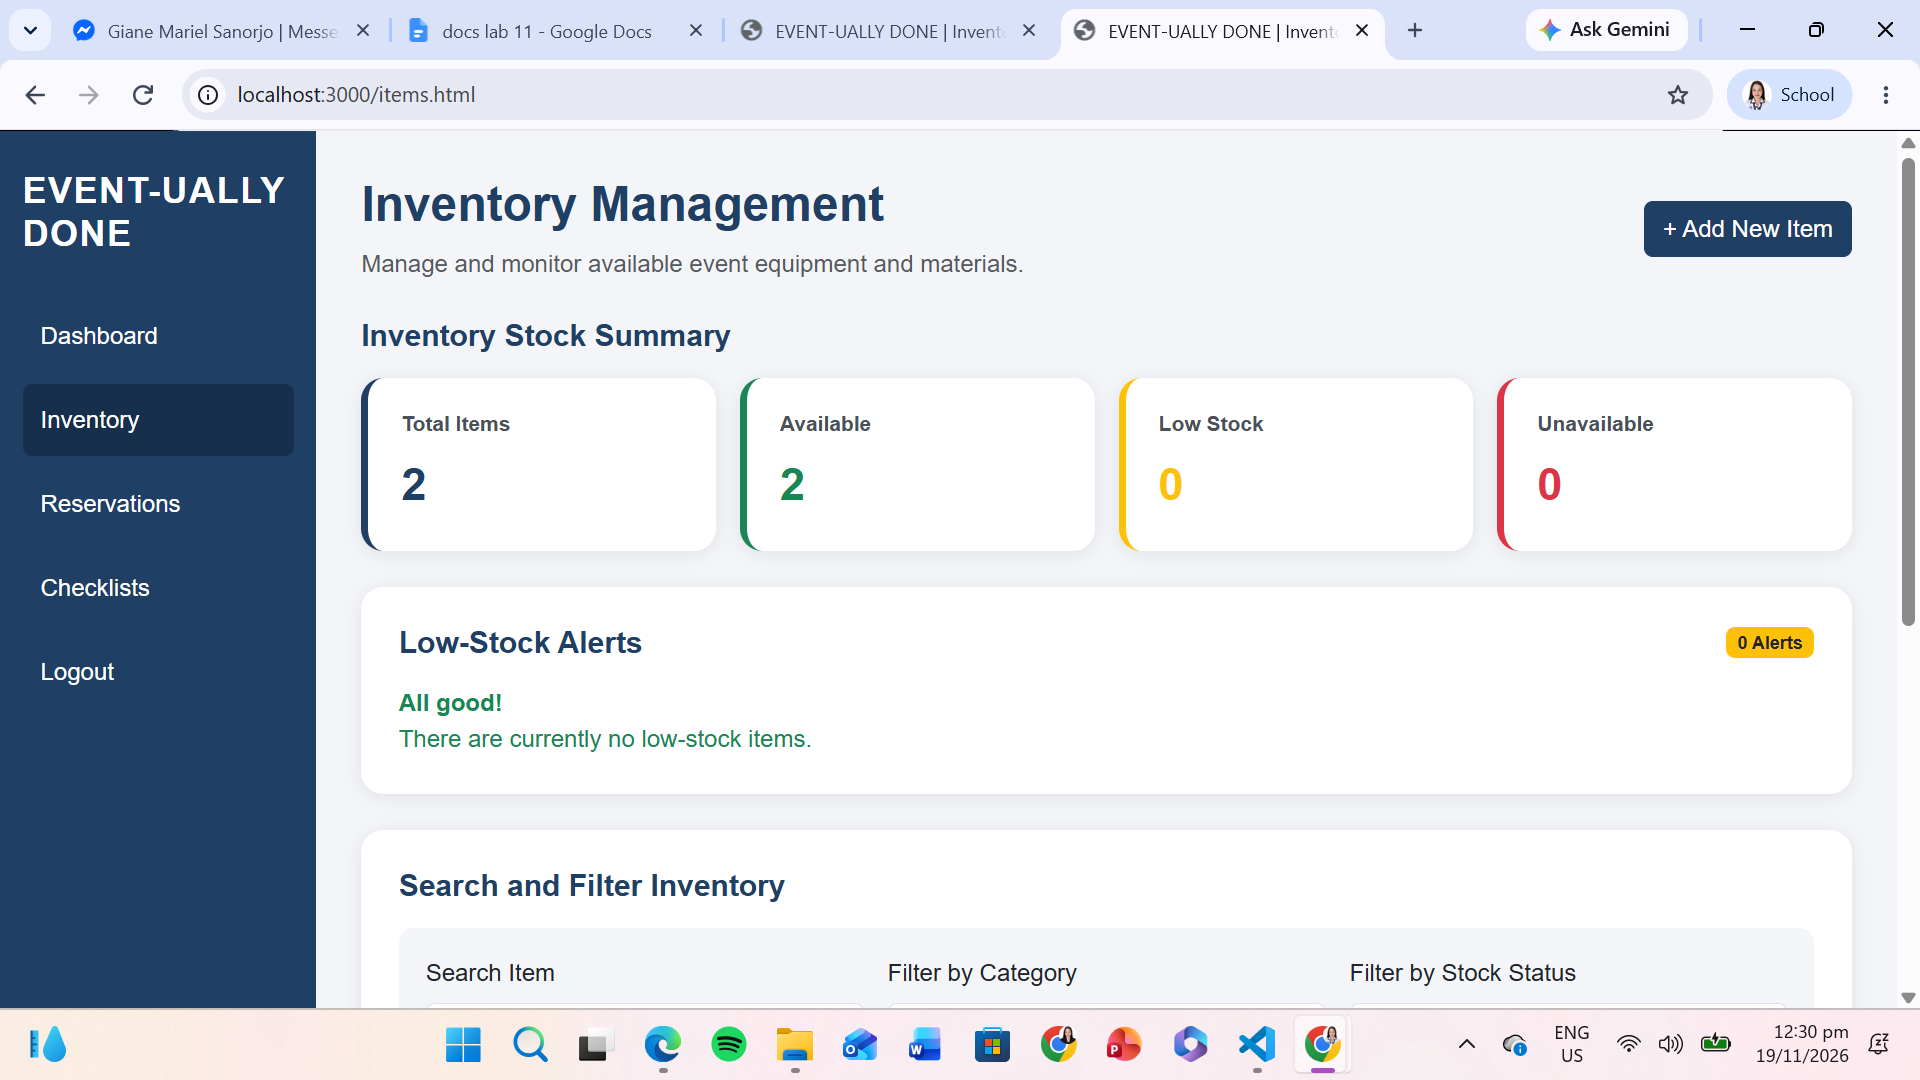 Giane Mariel Sanorjo | Messe
docs lab 11 - Google Docs
EVENT-UALLY DONE | Invent
EVENT-UALLY DONE | Invent
Ask Gemini
localhost:3000/items.html
School
EVENT-UALLY
DONE
Dashboard
Inventory
Reservations
Checklists
Logout
Inventory Management
Manage and monitor available event equipment and materials.
+ Add New Item
Inventory Stock Summary
Total Items
2
Available
2
Low Stock
0
Unavailable
0
Low-Stock Alerts
0 Alerts
All good!
There are currently no low-stock items.
Search and Filter Inventory
Search Item
Filter by Category
Filter by Stock Status
ENG
US
12:30 pm
19/11/2026